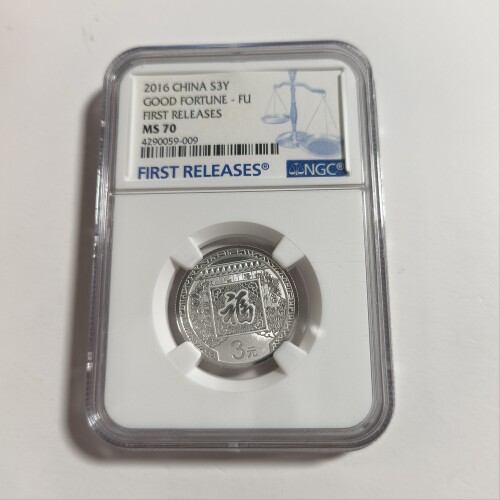 2016 CHINA S3Y
GOOD FORTUNE - FU
FIRST RELEASES
MS 70
4290059-009
FIRST RELEASES®
NGC®
福
3元